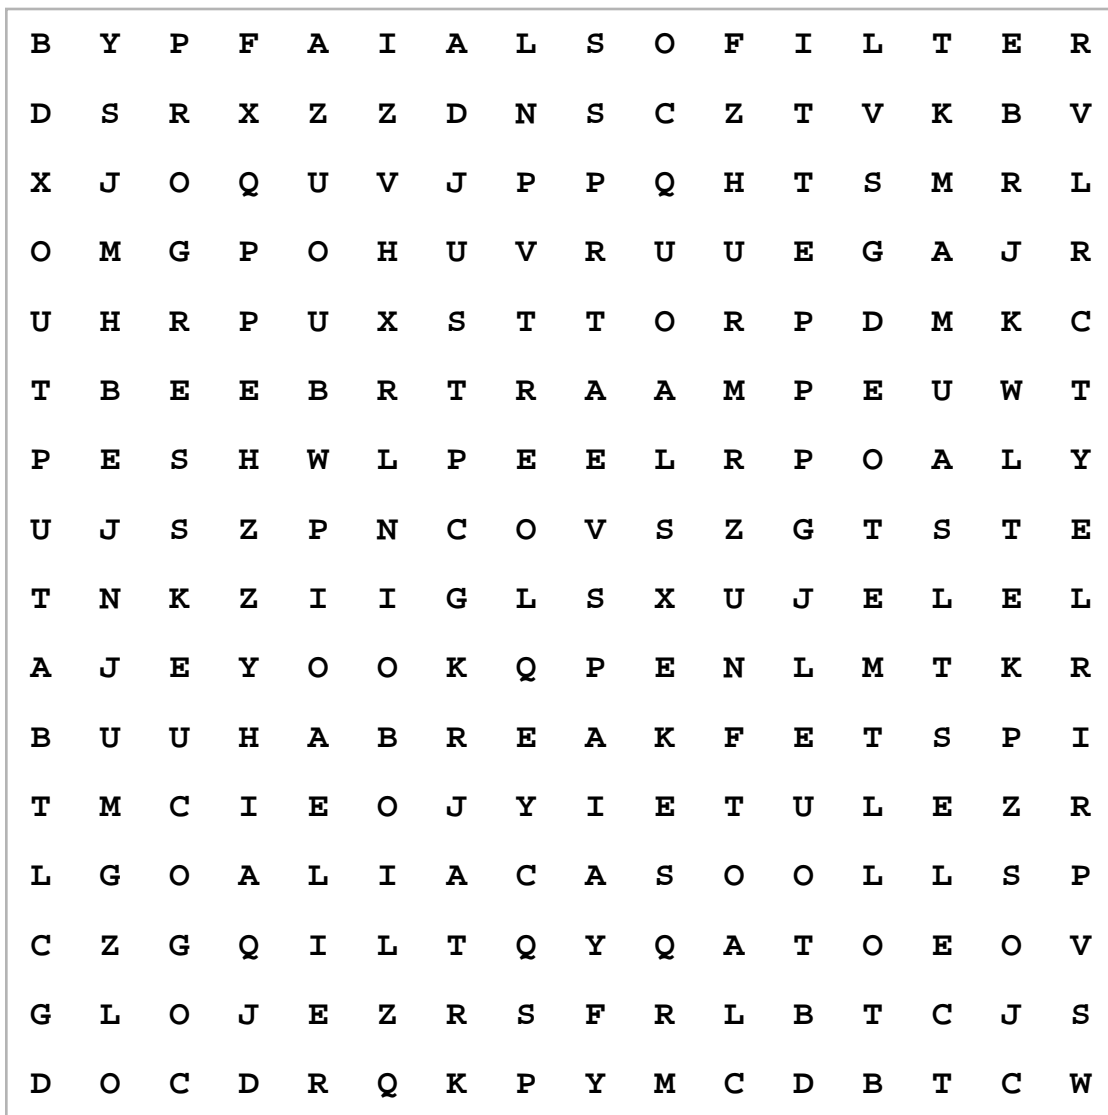 B Y P F A I A L S O F I L T E R
D S R X Z Z D N S C Z T V K B V
X J O Q U V J P P Q H T S M R L
O M G P O H U V R U U E G A J R
U H R P U X S T T O R P D M K C
T B E E B R T R A A M P E U W T
P E S H W L P E E L R P O A L Y
U J S Z P N C O V S Z G T S T E
T N K Z I I G L S X U J E L E L
A J E Y O O K Q P E N L M T K R
B U U H A B R E A K F E T S P I
T M C I E O J Y I E T U L E Z R
L G O A L I A C A S O O L L S P
C Z G Q I L T Q Y Q A T O E O V
G L O J E Z R S F R L B T C J S
D O C D R Q K P Y M C D B T C W